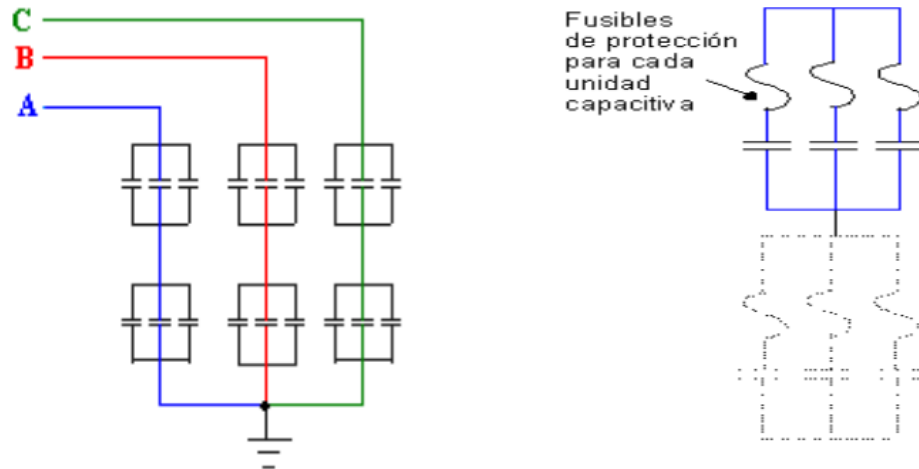 C
B
A
Fusibles
de protección
para cada
unidad
capacitiva